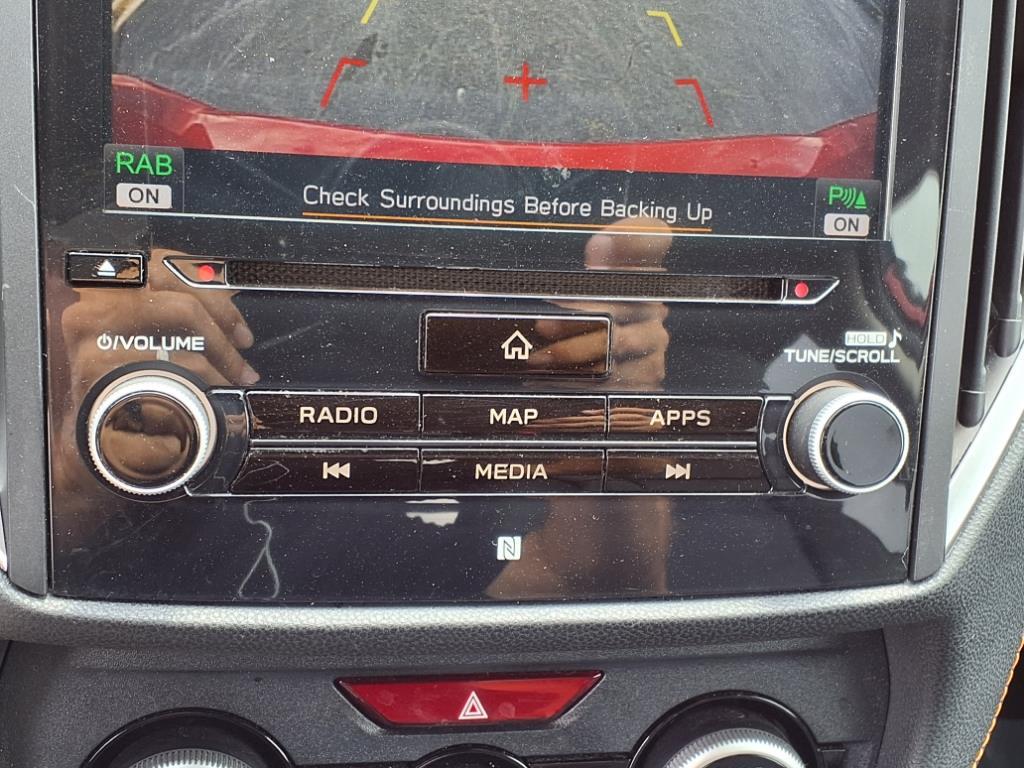 RAB
ON
Check Surroundings Before Backing Up
P
ON
/VOLUME
HOLD
TUNE/SCROLL
RADIO
MAP
APPS
MEDIA
N